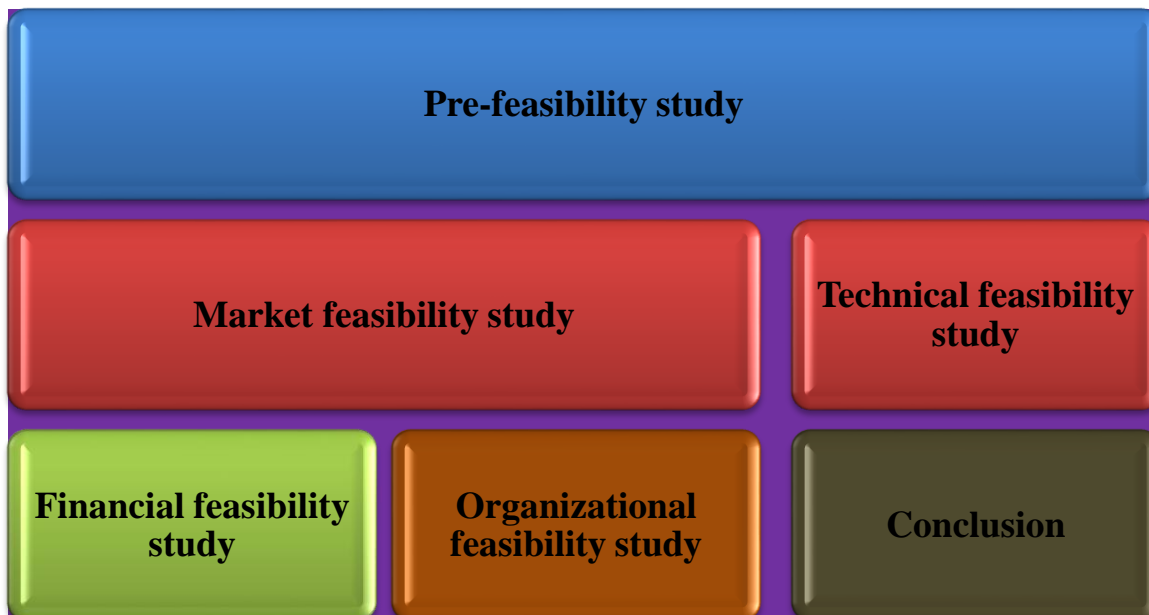 Pre-feasibility study
Market feasibility study
Technical feasibility
study
Financial feasibility
study
Organizational
feasibility study
Conclusion